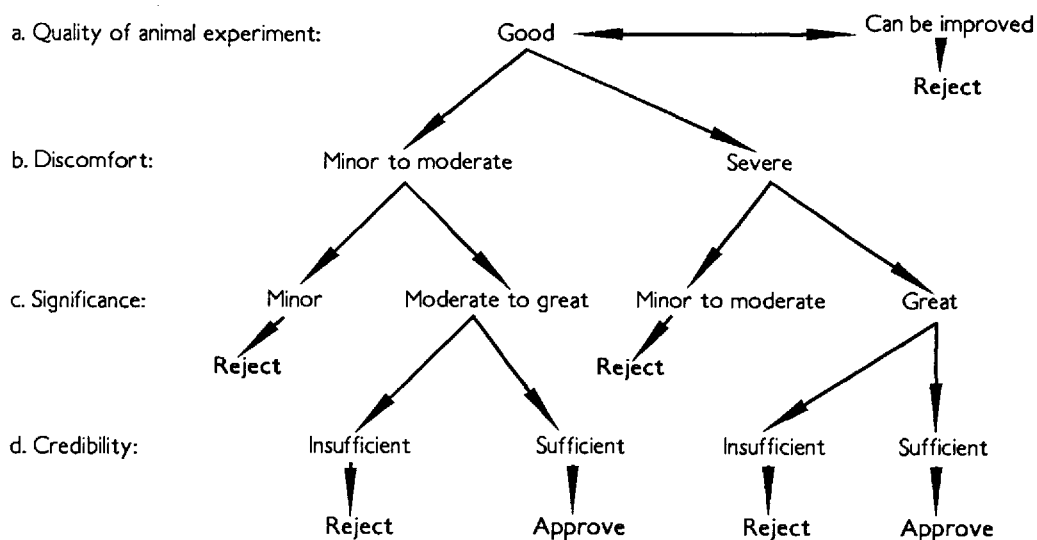 a. Quality of animal experiment: Good Can be improved
Reject
b. Discomfort: Minor to moderate Severe
c. Significance: Minor Moderate to great Minor to moderate Great
Reject Reject
d. Credibility: Insufficient Sufficient Insufficient Sufficient
Reject Approve Reject Approve